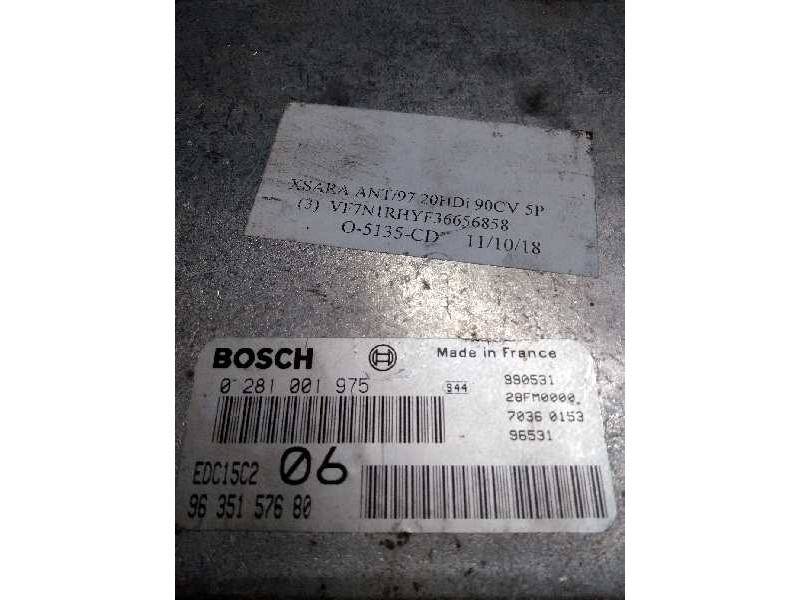 XSARA ANT/97 20HDi 90CV 5P
(3) VF7N1RHYF36656858
O-5135-CD 11/10/18
BOSCH
Made in France
0 281 001 975
S44
990531
28FM0000.
7036 0153
96531
EDC15C2 06
96 351 576 80